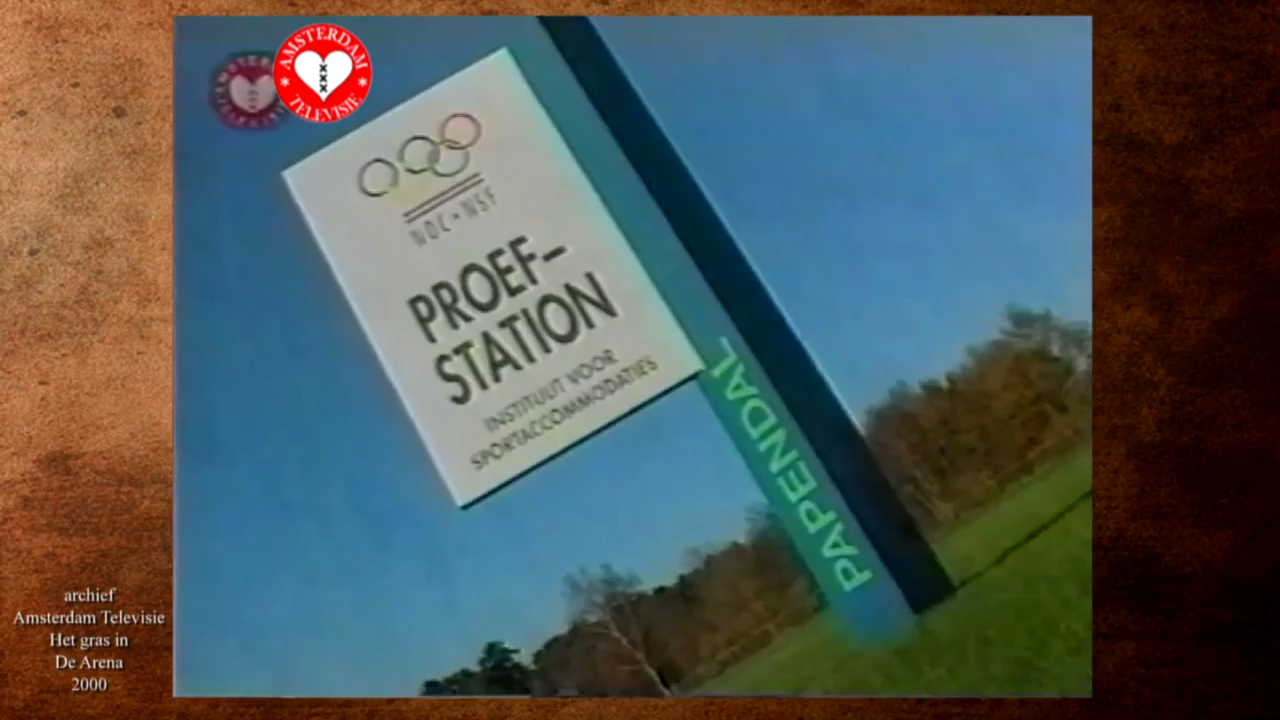 AMSTERDAM
TELEVISIE
NOC*NSF
PROEF-
STATION
INSTITUUT VOOR
SPORTACCOMMODATIES
PAPENDAL
archief
Amsterdam Televisie
Het gras in
De Arena
2000